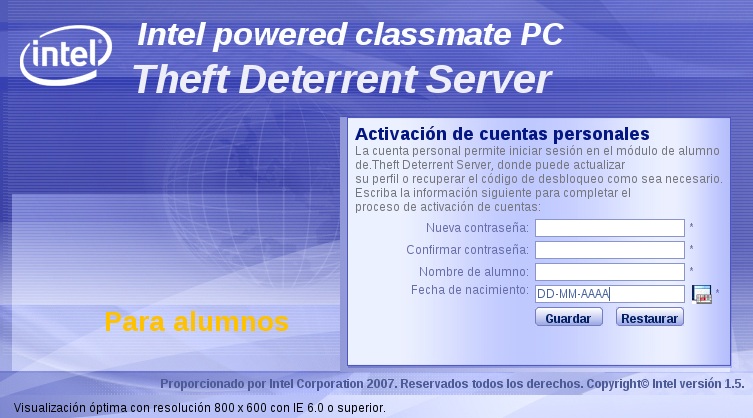 intel
Intel powered classmate PC
Theft Deterrent Server
Activación de cuentas personales
La cuenta personal permite iniciar sesión en el módulo de alumno
de.Theft Deterrent Server, donde puede actualizar
su perfil o recuperar el código de desbloqueo como sea necesario.
Escriba la información siguiente para completar el
proceso de activación de cuentas:
Nueva contraseña: *
Confirmar contraseña: *
Nombre de alumno: *
Fecha de nacimiento: DD-MM-AAAA *
Guardar Restaurar
Para alumnos
Proporcionado por Intel Corporation 2007. Reservados todos los derechos. Copyright© Intel versión 1.5.
Visualización óptima con resolución 800 x 600 con IE 6.0 o superior.